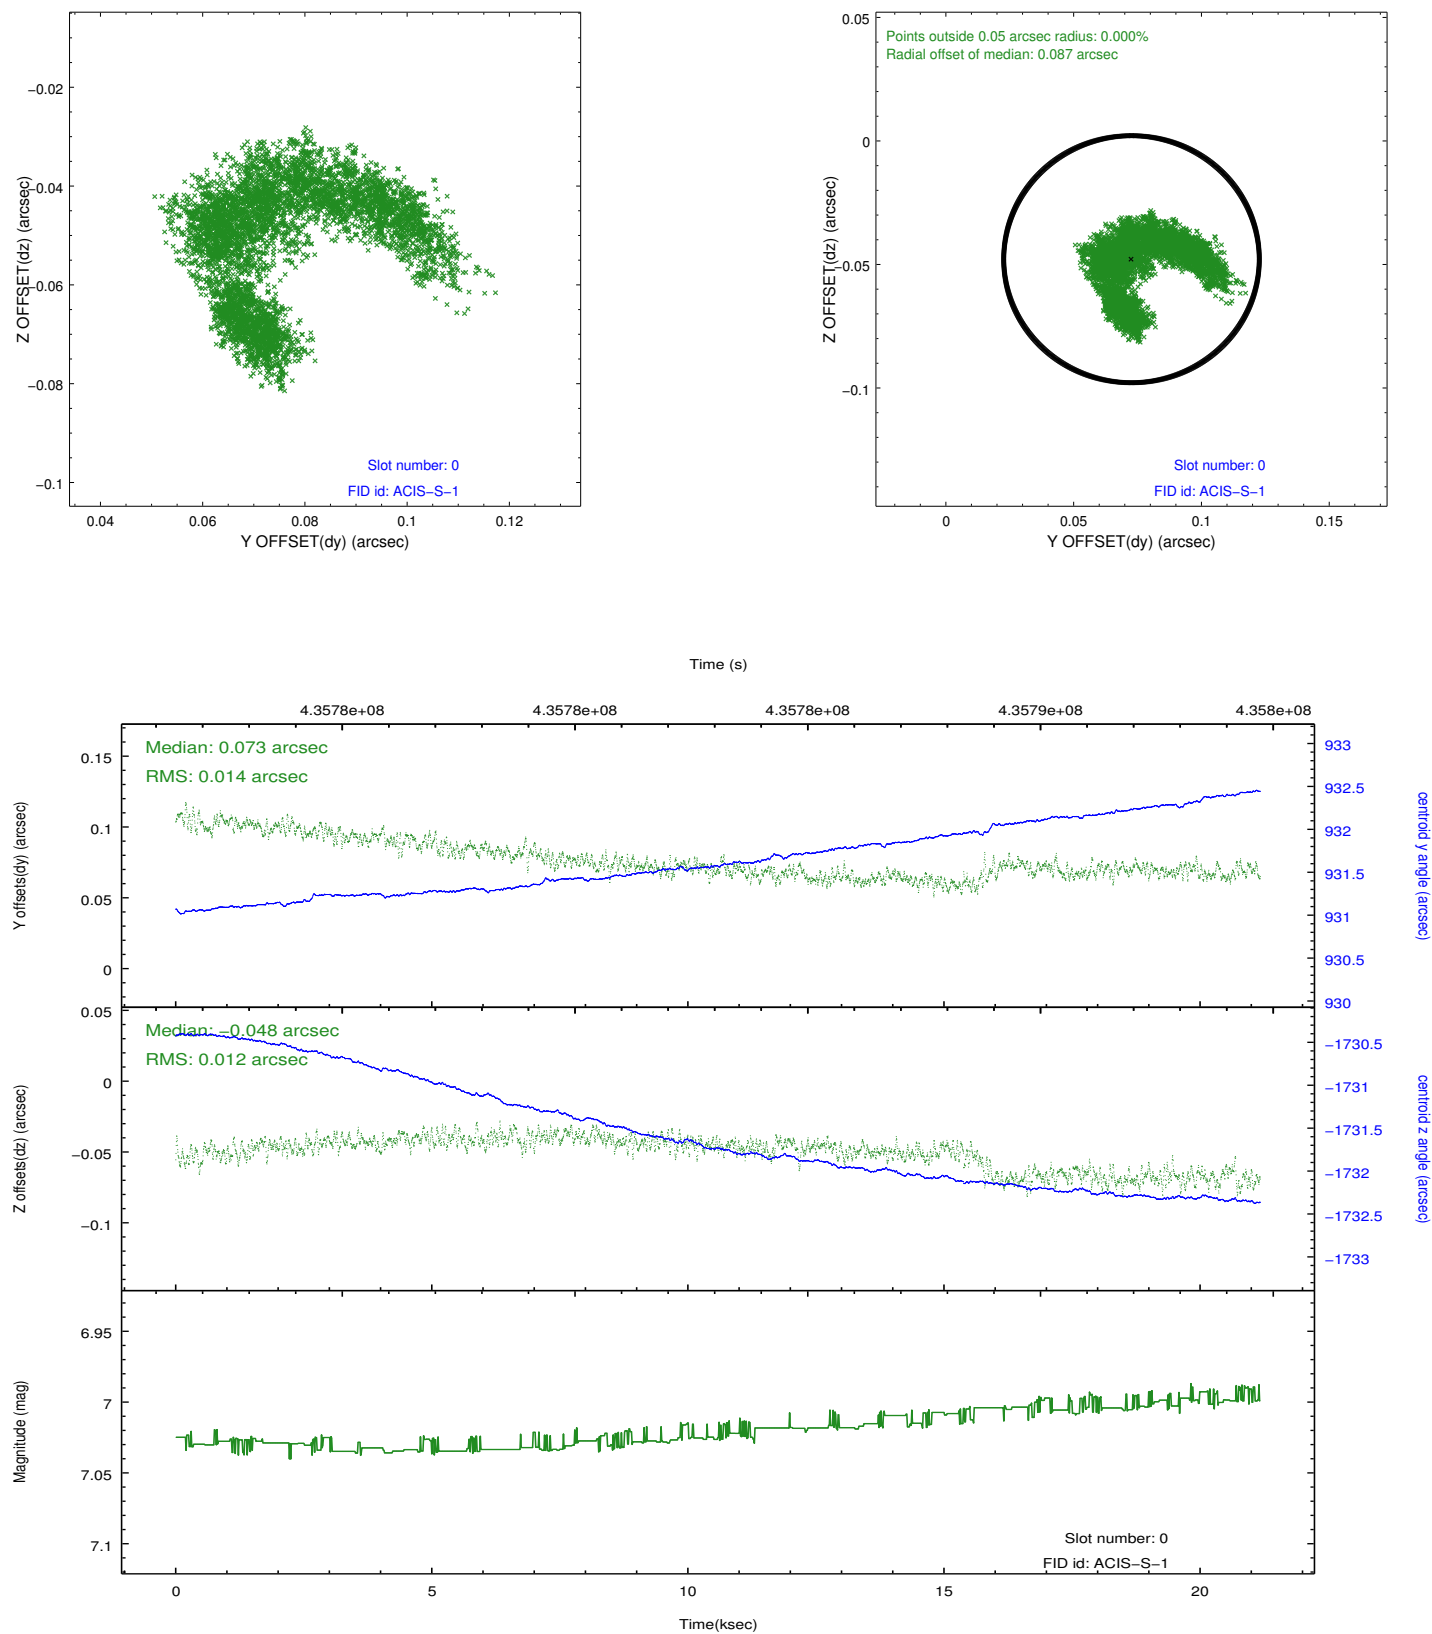 −0.02
−0.04
−0.06
−0.08
−0.1
Z OFFSET(dz) (arcsec)
Slot number: 0
FID id: ACIS−S−1
0.04 0.06 0.08 0.1 0.12
Y OFFSET(dy) (arcsec)
0.05
0
−0.05
−0.1
Z OFFSET(dz) (arcsec)
Points outside 0.05 arcsec radius: 0.000%
Radial offset of median: 0.087 arcsec
Slot number: 0
FID id: ACIS−S−1
0 0.05 0.1 0.15
Y OFFSET(dy) (arcsec)
Time (s)
4.3578e+08 4.3578e+08 4.3578e+08 4.3579e+08 4.358e+08
Median: 0.073 arcsec
RMS: 0.014 arcsec
0.15
0.1
0.05
0
Y offsets(dy) (arcsec)
933
932.5
932
931.5
931
930.5
930
centroid y angle (arcsec)
Median: −0.048 arcsec
RMS: 0.012 arcsec
0.05
0
−0.05
−0.1
Z offsets(dz) (arcsec)
−1730.5
−1731
−1731.5
−1732
−1732.5
−1733
centroid z angle (arcsec)
6.95
7
7.05
7.1
Magnitude (mag)
Slot number: 0
FID id: ACIS−S−1
0 5 10 15 20
Time(ksec)